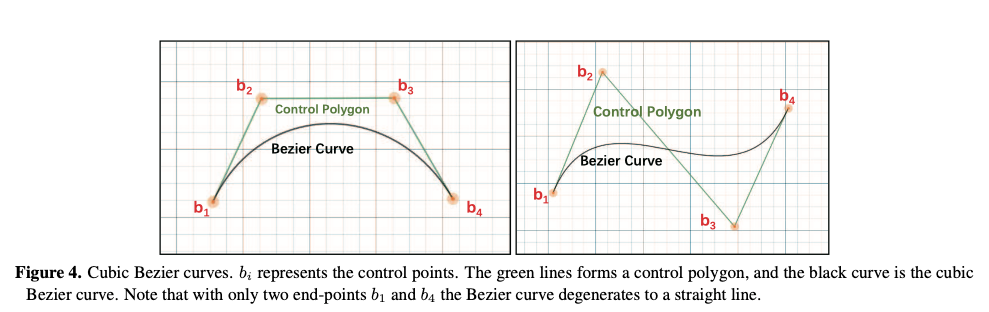 b₂
b₃
Control Polygon
Bezier Curve
b₁
b₄
b₂
b₄
Control Polygon
Bezier Curve
b₁
b₃
Figure 4. Cubic Bezier curves. bᵢ represents the control points. The green lines forms a control polygon, and the black curve is the cubic
Bezier curve. Note that with only two end-points b₁ and b₄ the Bezier curve degenerates to a straight line.